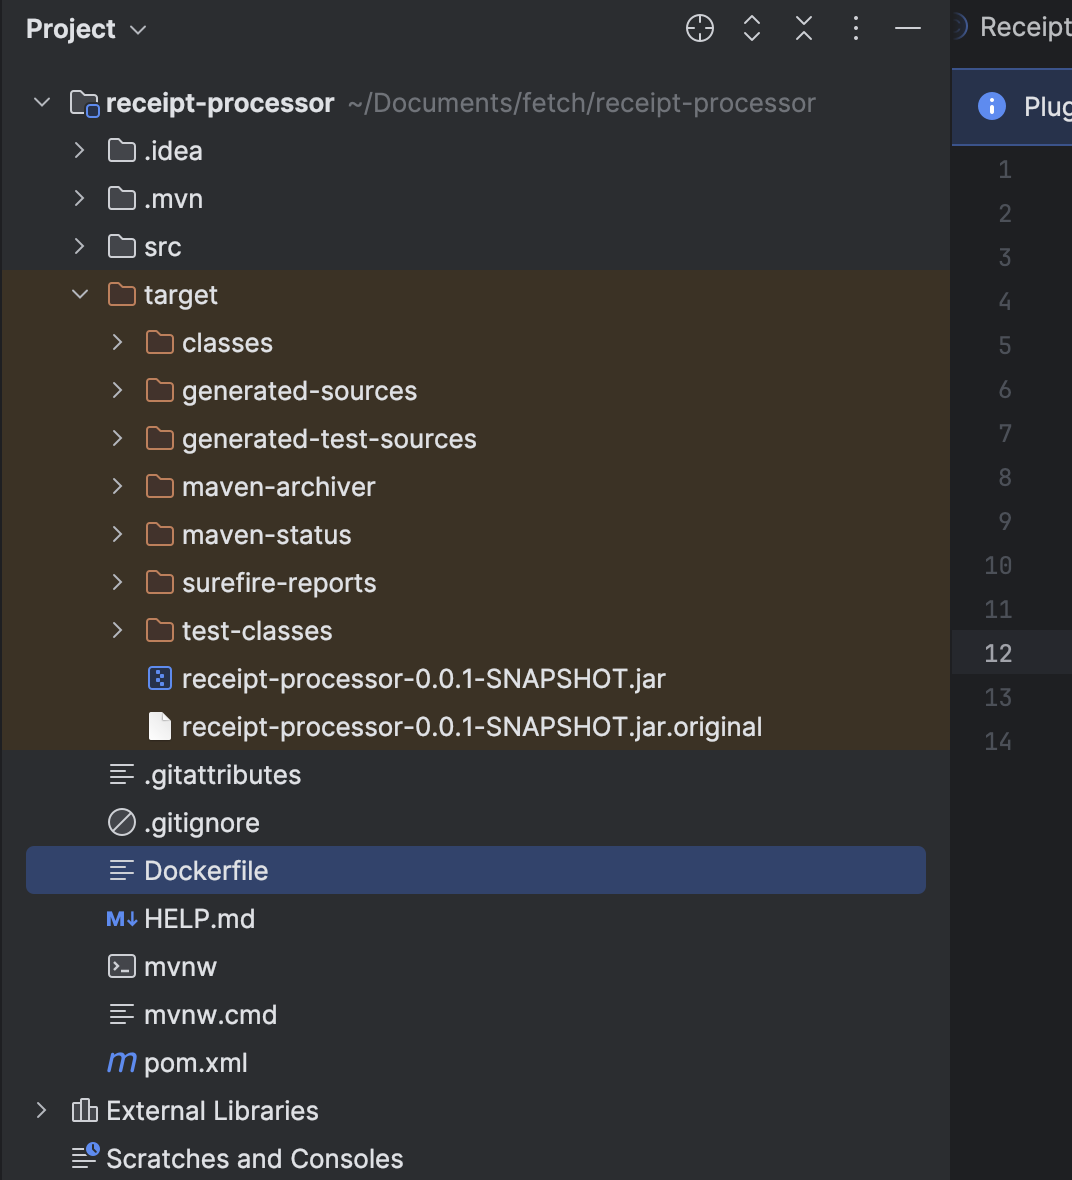 Project
receipt-processor ~/Documents/fetch/receipt-processor
.idea
.mvn
src
target
classes
generated-sources
generated-test-sources
maven-archiver
maven-status
surefire-reports
test-classes
receipt-processor-0.0.1-SNAPSHOT.jar
receipt-processor-0.0.1-SNAPSHOT.jar.original
.gitattributes
.gitignore
Dockerfile
M↓ HELP.md
mvnw
mvnw.cmd
m pom.xml
External Libraries
Scratches and Consoles
Receipt
Plug
1
2
3
4
5
6
7
8
9
10
11
12
13
14